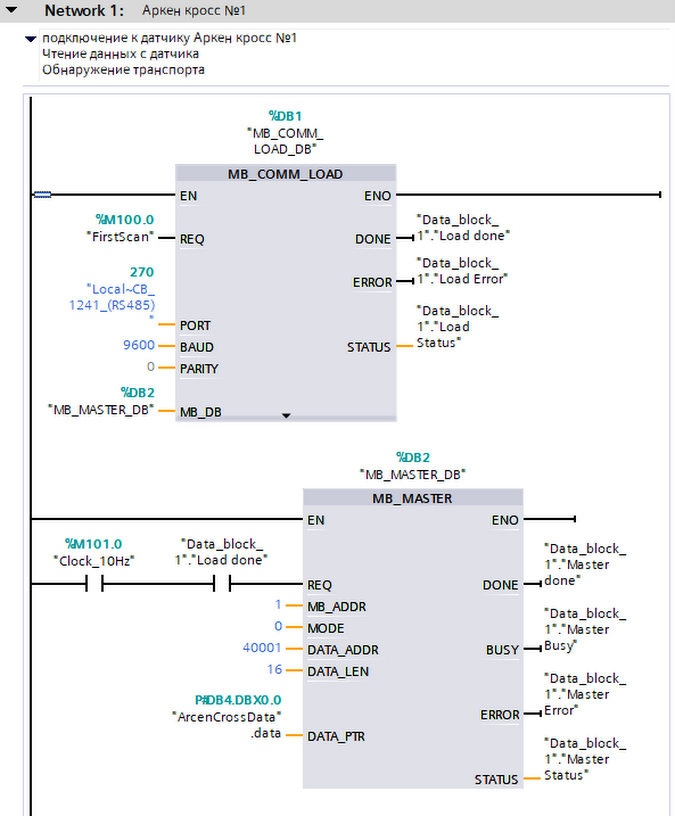 Network 1: Аркен кросс №1
подключение к датчику Аркен кросс №1
Чтение данных с датчика
Обнаружение транспорта
%DB1
"MB_COMM_
LOAD_DB"
MB_COMM_LOAD
EN ENO
%M100.0
"FirstScan" REQ
DONE "Data_block_
1"."Load done"
ERROR "Data_block_
1"."Load Error"
270
"Local~CB_
1241_(RS485)
" PORT
9600 BAUD
0 PARITY
STATUS "Data_block_
1"."Load
Status"
%DB2
"MB_MASTER_DB" MB_DB
%DB2
"MB_MASTER_DB"
MB_MASTER
EN ENO
%M101.0
"Clock_10Hz"
"Data_block_
1"."Load done"
REQ
1 MB_ADDR
0 MODE
40001 DATA_ADDR
16 DATA_LEN
P#DB4.DBX0.0
"ArcenCrossData"
.data DATA_PTR
DONE "Data_block_
1"."Master
done"
BUSY "Data_block_
1"."Master
Busy"
ERROR "Data_block_
1"."Master
Error"
STATUS "Data_block_
1"."Master
Status"